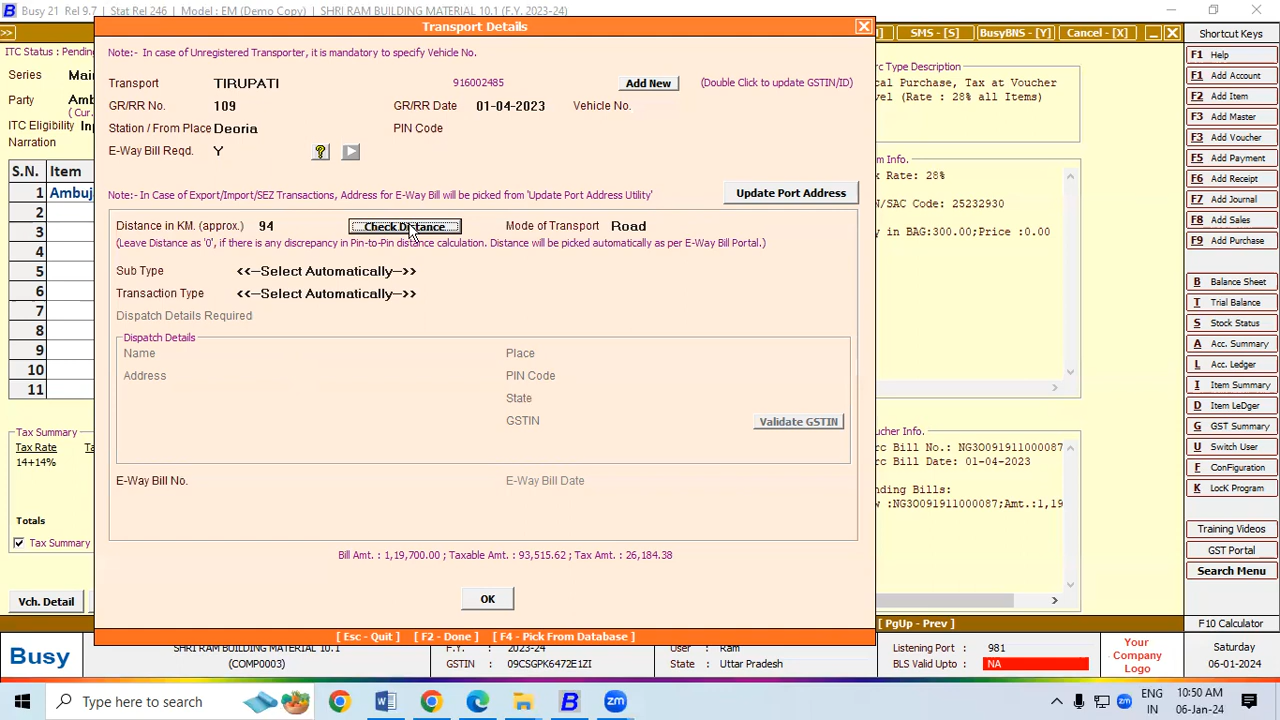 Busy 21 Rel 9.7 | Stat Rel 246 | Model : EM (Demo Copy) | SHRI RAM BUILDING MATERIAL 10.1 ( F.Y. 2023-24)
>>
SMS - [S]
BusyBNS - [Y]
Cancel - [X]
Shortcut Keys
Transport Details
ITC Status : Pending
Series Mai
Party Amb
( Cur.
ITC Eligibility Inp
Narration
S.N. Item
1 Ambuj
2
3
4
5
6
7
8
9
10
11
Tax Summary
Tax Rate
14+14%
Totals
Tax Summary
Vch. Detail
Note:- In case of Unregistered Transporter, it is mandatory to specify Vehicle No.
Transport TIRUPATI 916002485 Add New (Double Click to update GSTIN/ID)
GR/RR No. 109 GR/RR Date 01-04-2023 Vehicle No.
Station / From Place Deoria PIN Code
E-Way Bill Reqd. Y
Note:- In Case of Export/Import/SEZ Transactions, Address for E-Way Bill will be picked from 'Update Port Address Utility' Update Port Address
Distance in KM. (approx.) 94 Check Distance... Mode of Transport Road
(Leave Distance as '0', if there is any discrepancy in Pin-to-Pin distance calculation. Distance will be picked automatically as per E-Way Bill Portal.)
Sub Type <<--Select Automatically-->>
Transaction Type <<--Select Automatically-->>
Dispatch Details Required
Dispatch Details
Name Place
Address PIN Code
State
GSTIN Validate GSTIN
E-Way Bill No. E-Way Bill Date
Bill Amt. : 1,19,700.00 ; Taxable Amt. : 93,515.62 ; Tax Amt. : 26,184.38
OK
[ Esc - Quit ] [ F2 - Done ] [ F4 - Pick From Database ]
rc Type Description
cal Purchase, Tax at Voucher
vel (Rate : 28% all Items)
m Info.
x Rate: 28%
N/SAC Code: 25232930
y in BAG:300.00;Price :0.00
ucher Info.
rc Bill No.: NG3O091911000087
rc Bill Date: 01-04-2023
nding Bills:
w :NG3O091911000087;Amt.:1,19
[ PgUp - Prev ]
F1 Help
F1 Add Account
F2 Add Item
F3 Add Master
F3 Add Voucher
F5 Add Payment
F6 Add Receipt
F7 Add Journal
F8 Add Sales
F9 Add Purchase
B Balance Sheet
T Trial Balance
S Stock Status
A Acc. Summary
L Acc. Ledger
I Item Summary
D Item LeDger
G GST Summary
U Switch User
F Configuration
K LocK Program
Training Videos
GST Portal
Search Menu
F10 Calculator
Busy
SHRI RAM BUILDING MATERIAL 10.1
(COMP0003)
F.Y. : 2023-24
GSTIN : 09CSGPK6472E1ZI
User : Ram
State : Uttar Pradesh
Listening Port : 981
BLS Valid Upto : NA
Your
Company
Logo
Saturday
06-01-2024
Type here to search
ENG
IN
10:50 AM
06-Jan-24